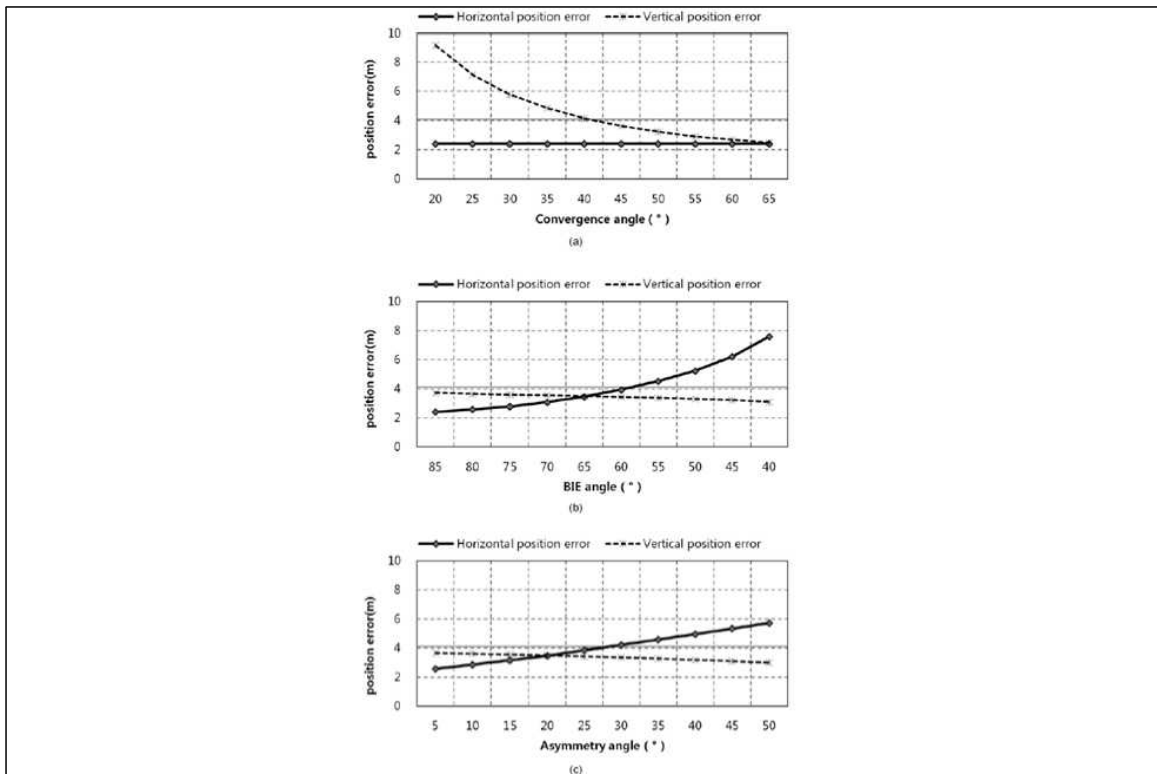 Horizontal position error Vertical position error
10
8
6
4
2
0
position error(m)
20 25 30 35 40 45 50 55 60 65
Convergence angle ( ° )
(a)
Horizontal position error Vertical position error
10
8
6
4
2
0
position error(m)
85 80 75 70 65 60 55 50 45 40
BIE angle ( ° )
(b)
Horizontal position error Vertical position error
10
8
6
4
2
0
position error(m)
5 10 15 20 25 30 35 40 45 50
Asymmetry angle ( ° )
(c)